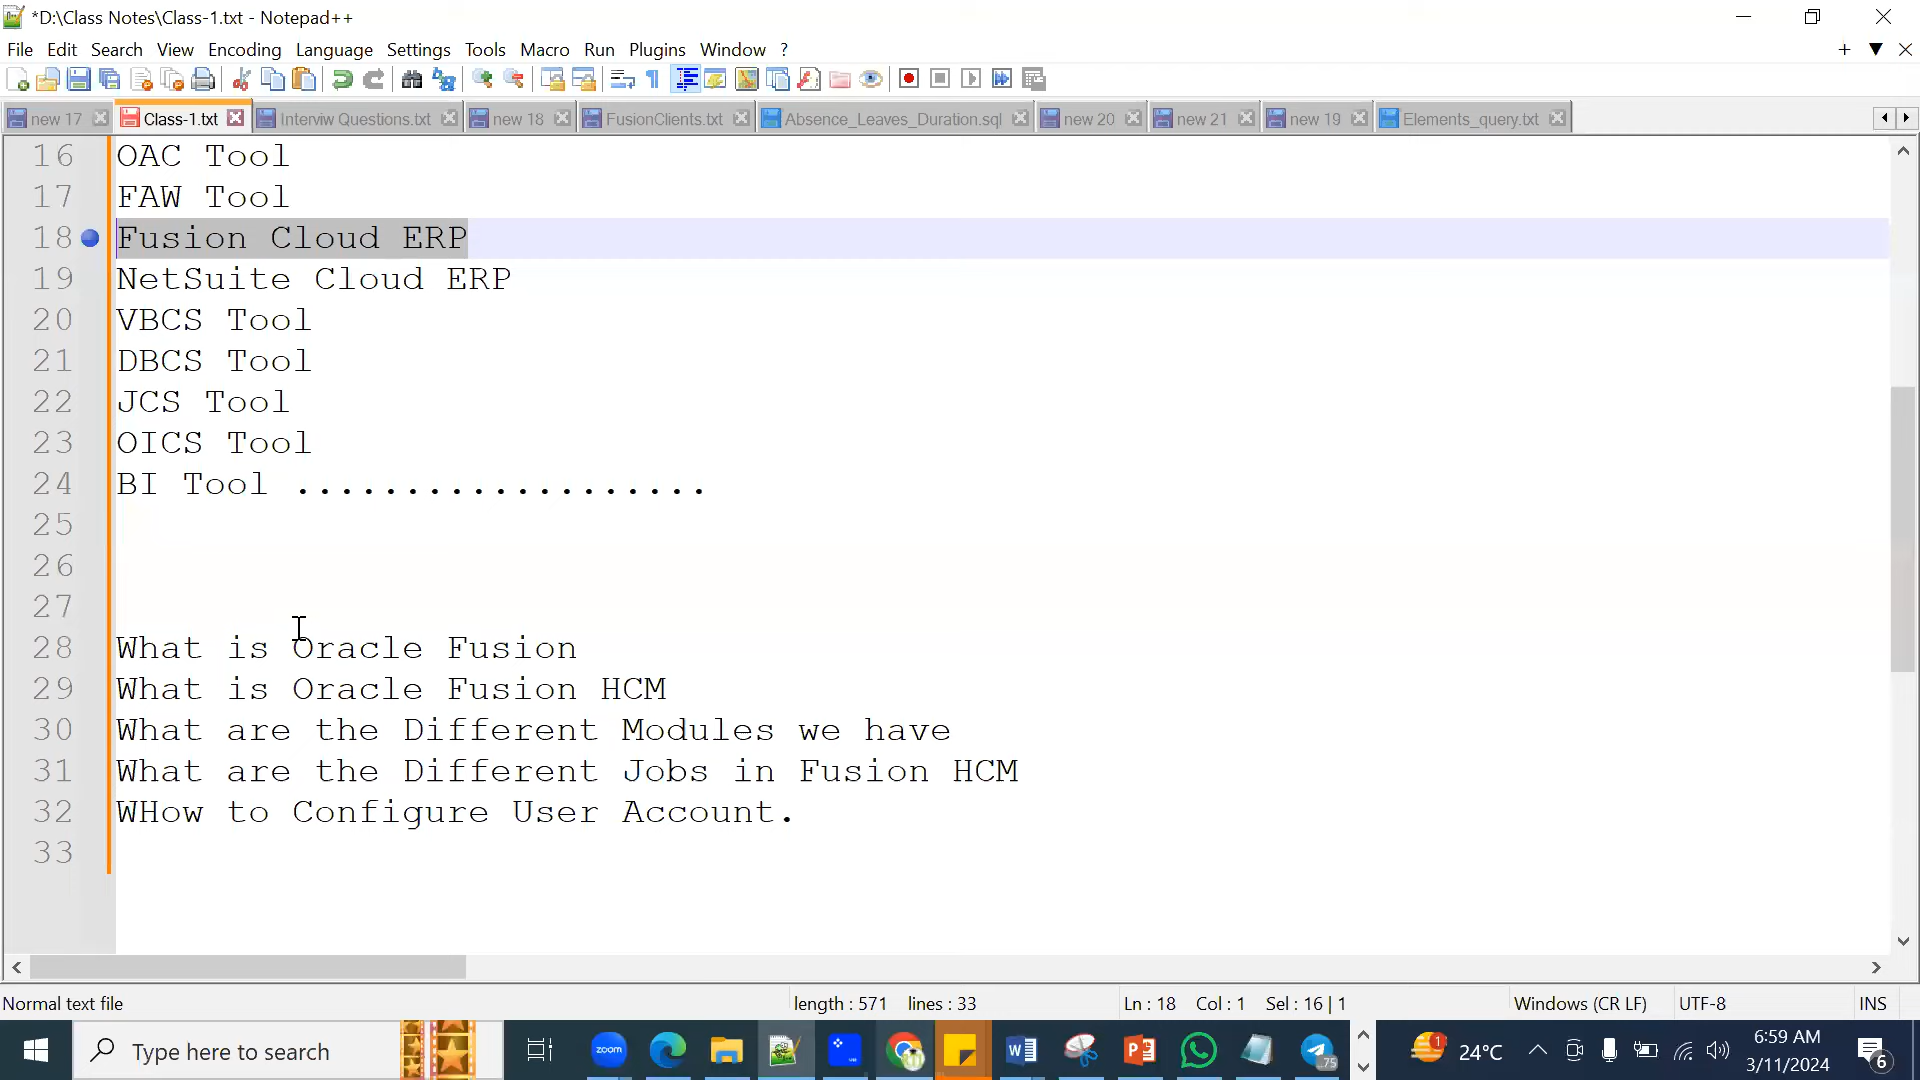 *D:\Class Notes\Class-1.txt - Notepad++
File Edit Search View Encoding Language Settings Tools Macro Run Plugins Window ?
new 17 Class-1.txt Interviw Questions.txt new 18 FusionClients.txt Absence_Leaves_Duration.sql new 20 new 21 new 19 Elements_query.txt
16 OAC Tool
17 FAW Tool
18 Fusion Cloud ERP
19 NetSuite Cloud ERP
20 VBCS Tool
21 DBCS Tool
22 JCS Tool
23 OICS Tool
24 BI Tool ...................
25
26
27
28 What is Oracle Fusion
29 What is Oracle Fusion HCM
30 What are the Different Modules we have
31 What are the Different Jobs in Fusion HCM
32 WHow to Configure User Account.
33
Normal text file length : 571 lines : 33 Ln : 18 Col : 1 Sel : 16 | 1 Windows (CR LF) UTF-8 INS
Type here to search zoom 75 1 24°C 6:59 AM 6
3/11/2024